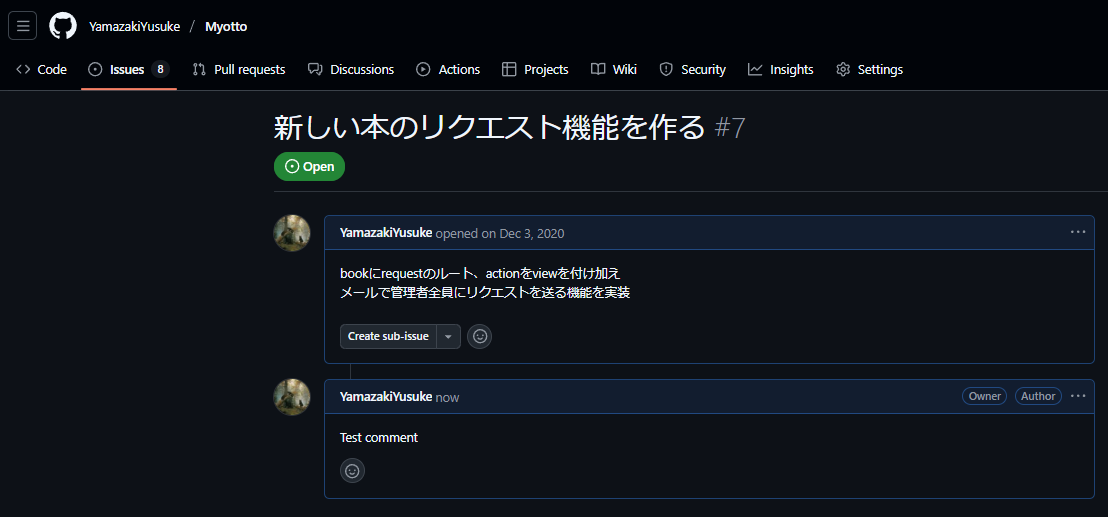 YamazakiYusuke / Myotto
Code Issues 8 Pull requests Discussions Actions Projects Wiki Security Insights Settings
新しい本のリクエスト機能を作る #7
Open
YamazakiYusuke opened on Dec 3, 2020
bookにrequestのルート、actionをviewを付け加え
メールで管理者全員にリクエストを送る機能を実装
Create sub-issue
YamazakiYusuke now Owner Author
Test comment